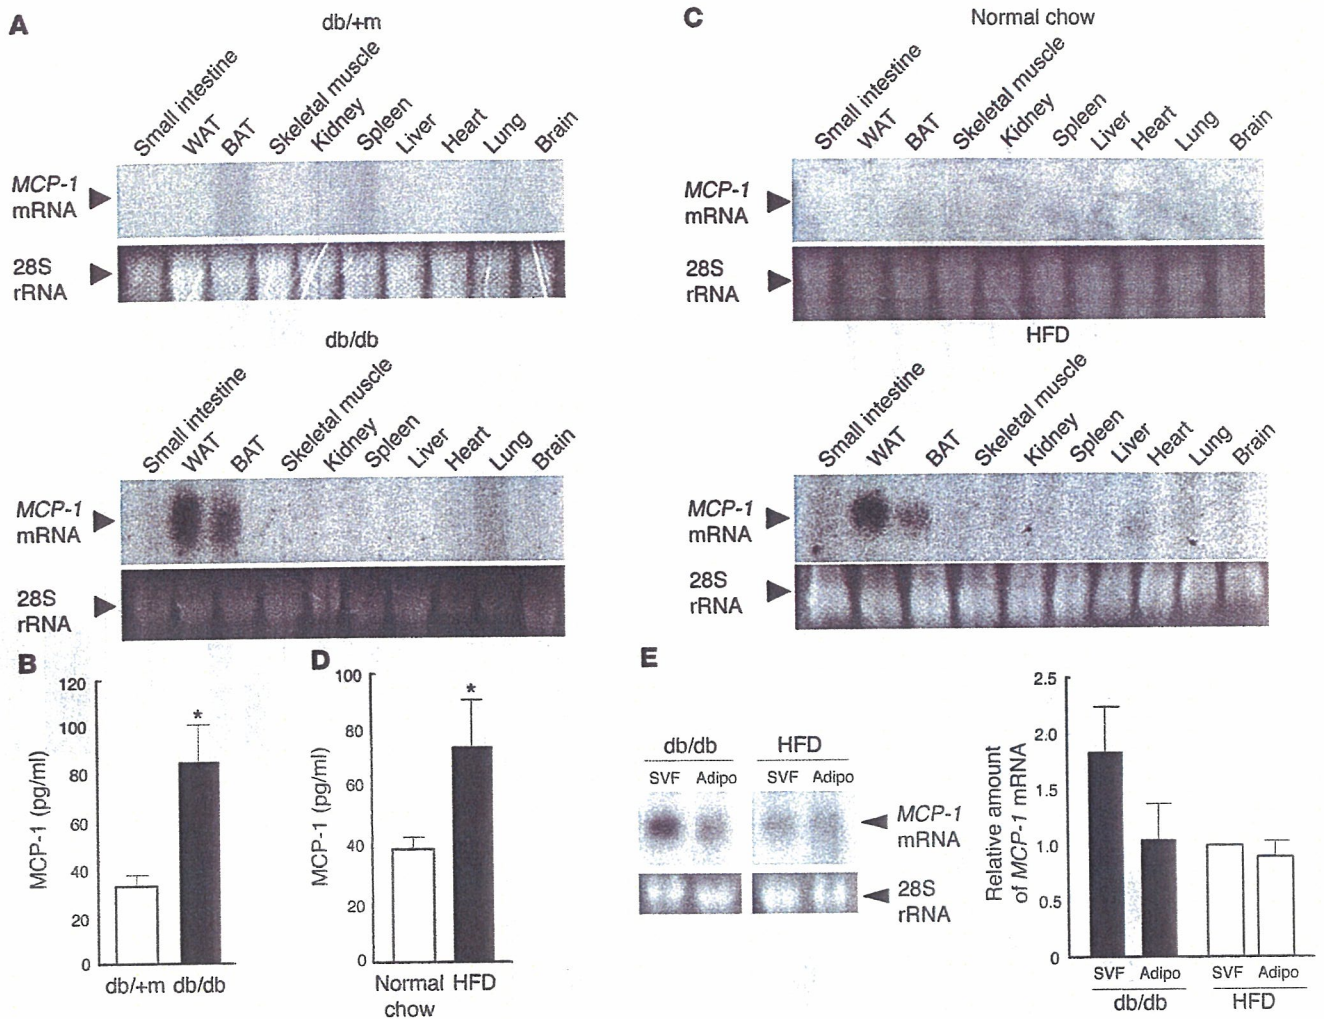 A
db/+m
Small intestine
WAT
BAT
Skeletal muscle
Kidney
Spleen
Liver
Heart
Lung
Brain
MCP-1
mRNA
28S
rRNA
db/db
Small intestine
WAT
BAT
Skeletal muscle
Kidney
Spleen
Liver
Heart
Lung
Brain
MCP-1
mRNA
28S
rRNA
C
Normal chow
Small intestine
WAT
BAT
Skeletal muscle
Kidney
Spleen
Liver
Heart
Lung
Brain
MCP-1
mRNA
28S
rRNA
HFD
Small intestine
WAT
BAT
Skeletal muscle
Kidney
Spleen
Liver
Heart
Lung
Brain
MCP-1
mRNA
28S
rRNA
B
MCP-1 (pg/ml)
120
100
80
60
40
20
0
*
db/+m db/db
D
MCP-1 (pg/ml)
100
80
60
40
20
0
*
Normal HFD
chow
E
db/db HFD
SVF Adipo SVF Adipo
MCP-1
mRNA
28S
rRNA
Relative amount
of MCP-1 mRNA
2.5
2.0
1.5
1.0
0.5
0
SVF Adipo SVF Adipo
db/db HFD